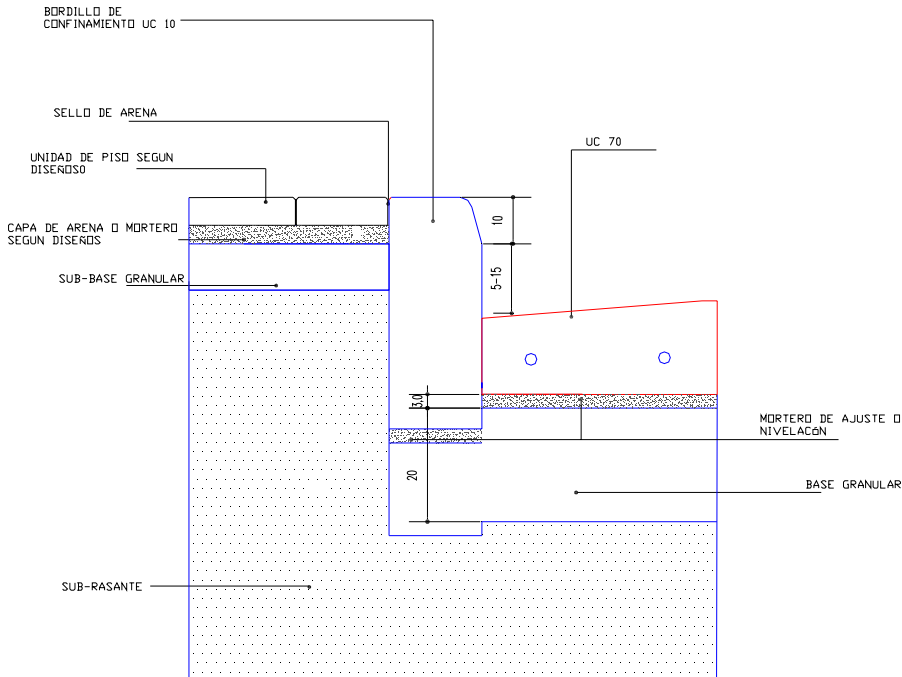 BORDILLO DE
CONFINAMIENTO UC 10
SELLO DE ARENA
UC 70
UNIDAD DE PISO SEGUN
DISEÑOSO
10
CAPA DE ARENA O MORTERO
SEGUN DISEÑOS
5-15
SUB-BASE GRANULAR
3.0
MORTERO DE AJUSTE O
NIVELACóN
20
BASE GRANULAR
SUB-RASANTE